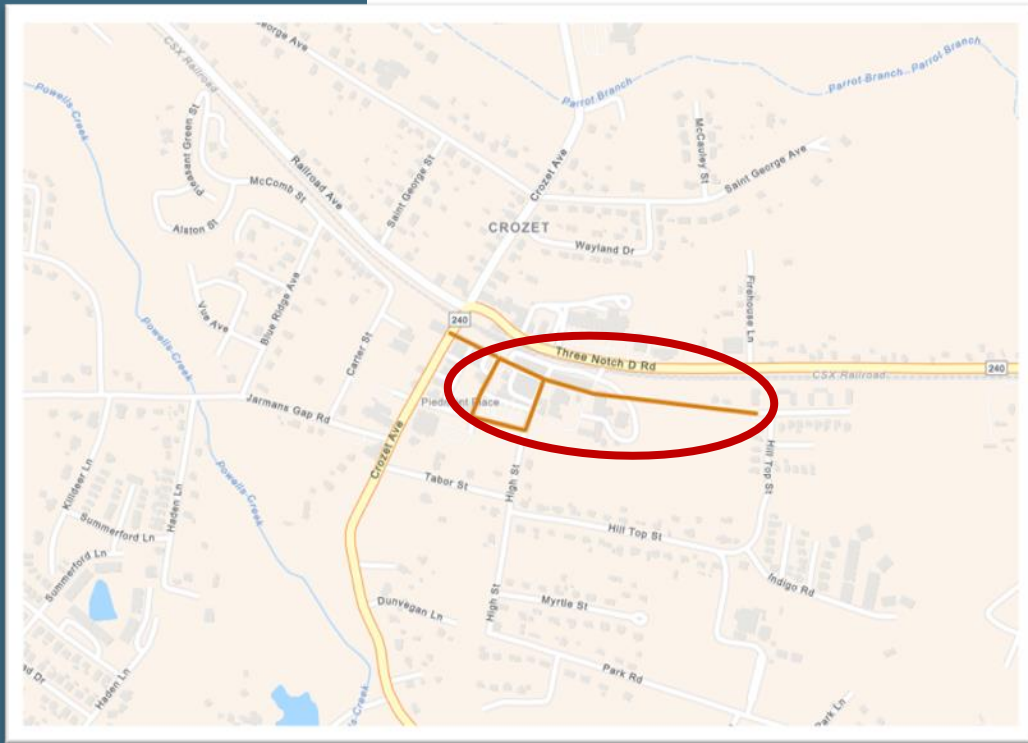 George Ave
CSX Railroad
Parrot Branch
Parrot Branch
Parrot Branch
Powells Creek
Pleasant Green St
McCauley St
Saint George Ave
Railroad Ave
Saint George St
Crozet Ave
McComb St
Alston St
CROZET
Wayland Dr
Blue Ridge Ave
Vue Ave
Firehouse Ln
240
Carter St
Three Notch D Rd
CSX Railroad
240
Powells Creek
Jarmans Gap Rd
Piedmont Place
Crozet Ave
Hill Top St
Killdeer Ln
Haden Ln
Powells Creek
Tabor St
High St
Summerford Ln
Hill Top St
Summerford Ln
Indigo Rd
Dunvegan Ln
High St
Myrtle St
Haden Ln
Park Rd
ad Dr
Park Ln